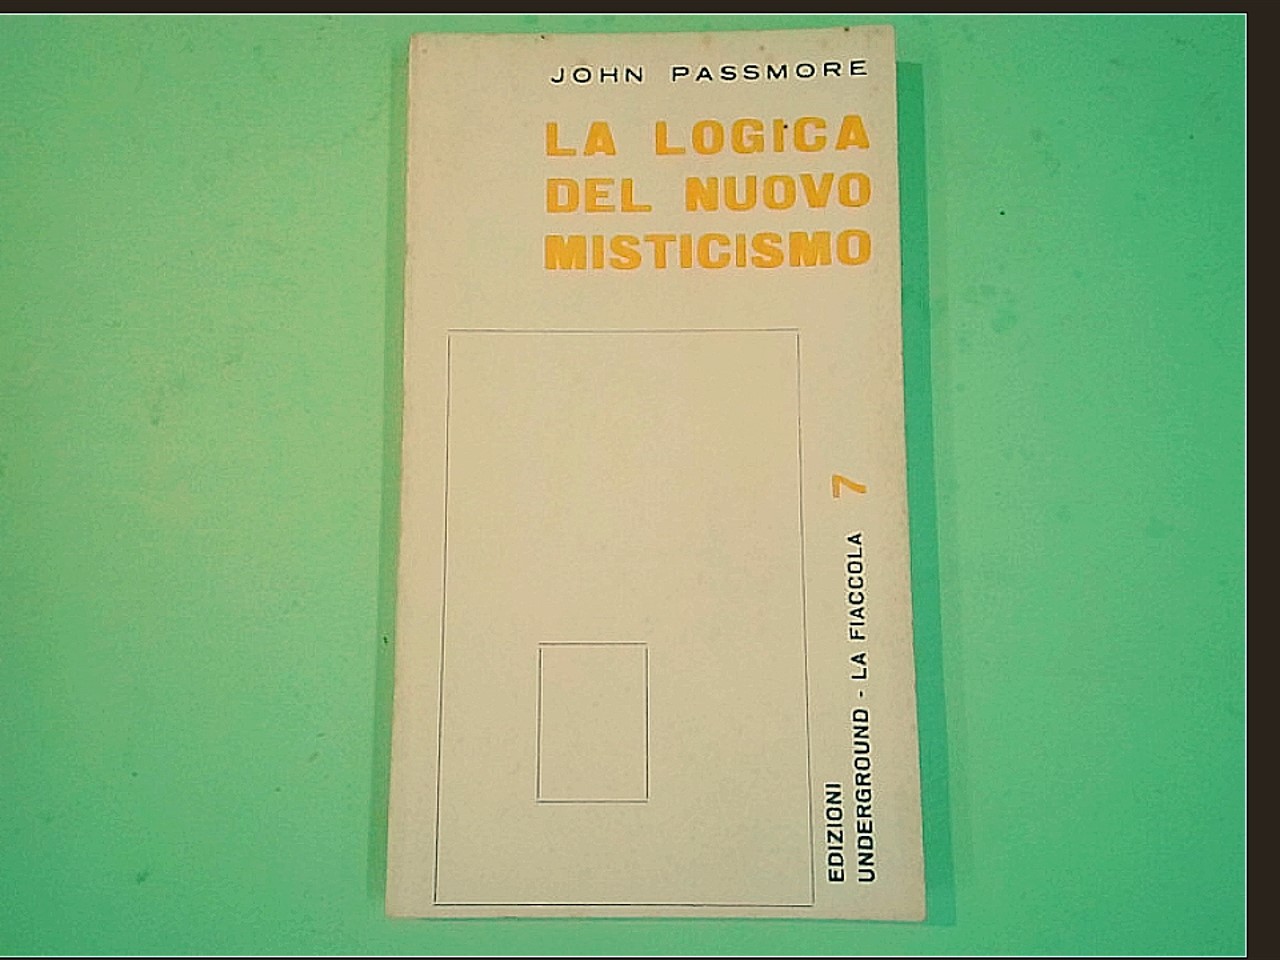 JOHN PASSMORE
LA LOGICA
DEL NUOVO
MISTICISMO
7
EDIZIONI
UNDERGROUND - LA FIACCOLA